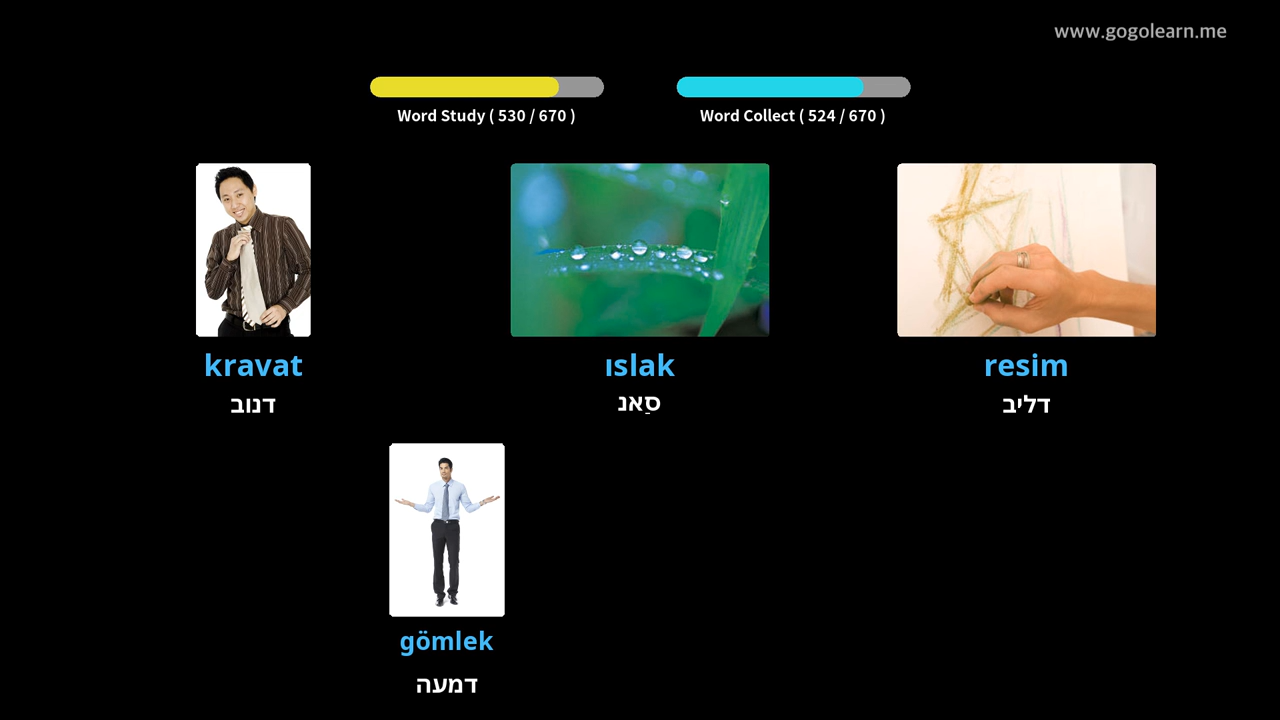 www.gogolearn.me
Word Study ( 530 / 670 )
Word Collect ( 524 / 670 )
kravat
ıslak
resim
דנוב
סַאנ
דליב
gömlek
דמעה